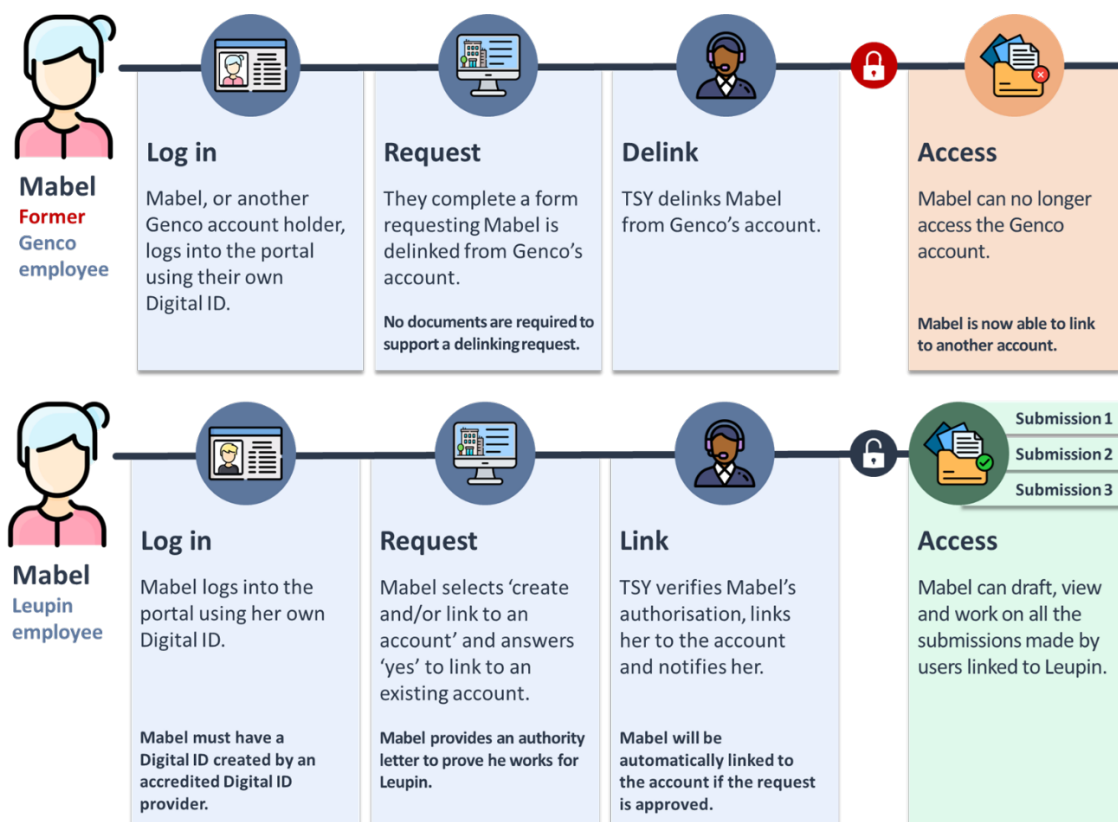 Mabel
Former
Genco
employee
Log in
Mabel, or another
Genco account holder,
logs into the portal
using their own
Digital ID.
Request
They complete a form
requesting Mabel is
delinked from Genco's
account.
No documents are required to
support a delinking request.
Delink
TSY delinks Mabel
from Genco's account.
Access
Mabel can no longer
access the Genco
account.
Mabel is now able to link
to another account.
Mabel
Leupin
employee
Log in
Mabel logs into the
portal using her own
Digital ID.
Mabel must have a
Digital ID created by an
accredited Digital ID
provider.
Request
Mabel selects 'create
and/or link to an
account' and answers
'yes' to link to an
existing account.
Mabel provides an authority
letter to prove he works for
Leupin.
Link
TSY verifies Mabel's
authorisation, links
her to the account
and notifies her.
Mabel will be
automatically linked to
the account if the request
is approved.
Submission 1
Submission 2
Submission 3
Access
Mabel can draft, view
and work on all the
submissions made by
users linked to Leupin.